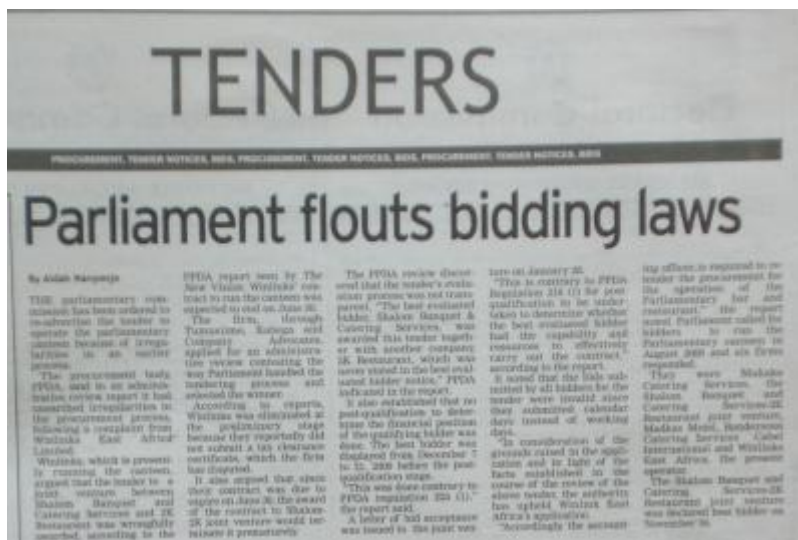 TENDERS
PROCUREMENT, TENDER NOTICES, BIDS, PROCUREMENT, TENDER NOTICES, BIDS, PROCUREMENT, TENDER NOTICES, BIDS
Parliament flouts bidding laws
By
THE parliamentary com-
mission has been ordered to
re-advertise the tender to
operate the parliamentary
canteen because of irregu-
larities in an earlier
process.
The procurement body,
PPDA, said in an administra-
tive review report it had
unearthed irregularities in
the procurement process,
following a complaint from
Winlinks East Africa
Limited.
Winlinks, which is present-
ly running the canteen,
argued that the tender to a
joint venture between
Shalom Banquet and
Catering Services and 2K
Restaurant was wrongfully
awarded, according to the
PPDA report seen by The
New Vision. Winlinks' con-
tract to run the canteen was
expected to end on June 30.
The firm, through
Tumusiime, Kabega and
Company Advocates,
applied for an administra-
tive review contesting the
way Parliament handled the
tendering process and
selected the winner.
According to reports,
Winlinks was eliminated at
the preliminary stage
because they reportedly did
not submit a tax clearance
certificate, which the firm
has disputed.
It also argued that since
their contract was due to
expire on June 30, the award
of the contract to Shalom-
2K joint venture would ter-
minate it prematurely.
The PPDA review discov-
ered that the tender's evalu-
ation process was not trans-
parent. "The best evaluated
bidder, Shalom Banquet &
Catering Services, was
awarded this tender togeth-
er with another company,
2K Restaurant, which was
never stated in the best eval-
uated bidder notice," PPDA
indicated in the report.
It also established that no
post-qualification to deter-
mine the financial position
of the qualifying bidder was
done. The best bidder was
displayed from December 7
to 2009 before the post-
qualification stage.
"This was done contrary to
PPDA regulation 224 (1),"
the report said.
A letter of bid acceptance
was issued to the joint ven-
ture on January 20.
"This is contrary to PPDA
Regulation 224 (1) for post
qualification to be under-
taken to determine whether
the best evaluated bidder
had the capability and
resources to effectively
carry out the contract,"
according to the report.
It noted that the bids sub-
mitted by all bidders for the
tender were invalid since
they submitted calendar
days instead of working
days.
"In consideration of the
grounds raised in the appli-
cation and in light of the
facts established in the
course of the review of the
above tender, the authority
has upheld Winlink East
Africa's application.
"Accordingly the account-
ing officer is required to re-
tender the procurement for
the operation of the
Parliamentary bar and
restaurant," the report
noted. Parliament called for
bidders to run the
Parliamentary canteen in
August 2009 and six firms
responded.
They were
Catering Services, the
Shalom Banquet and
Catering Services-2K
Restaurant joint venture,
Hotel,
Catering Services,
International and Winlinks
East Africa, the present
operator.
The Shalom Banquet and
Catering Services-2K
Restaurant joint venture
was declared best bidder on
November